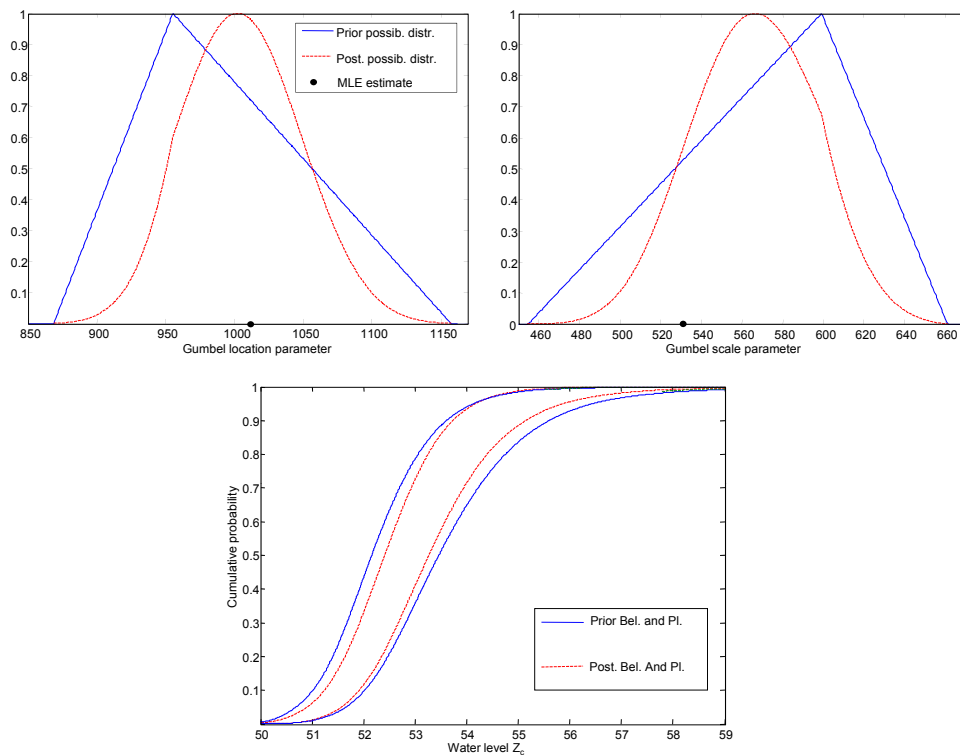 1
0.9
0.8
0.7
0.6
0.5
0.4
0.3
0.2
0.1
850 900 950 1000 1050 1100 1150
Gumbel location parameter
Prior possib. distr.
Post. possib. distr.
MLE estimate
1
0.9
0.8
0.7
0.6
0.5
0.4
0.3
0.2
0.1
0
460 480 500 520 540 560 580 600 620 640 660
Gumbel scale parameter
Cumulative probability
1
0.9
0.8
0.7
0.6
0.5
0.4
0.3
0.2
0.1
50 51 52 53 54 55 56 57 58 59
Water level Zc
Prior Bel. and Pl.
Post. Bel. And Pl.